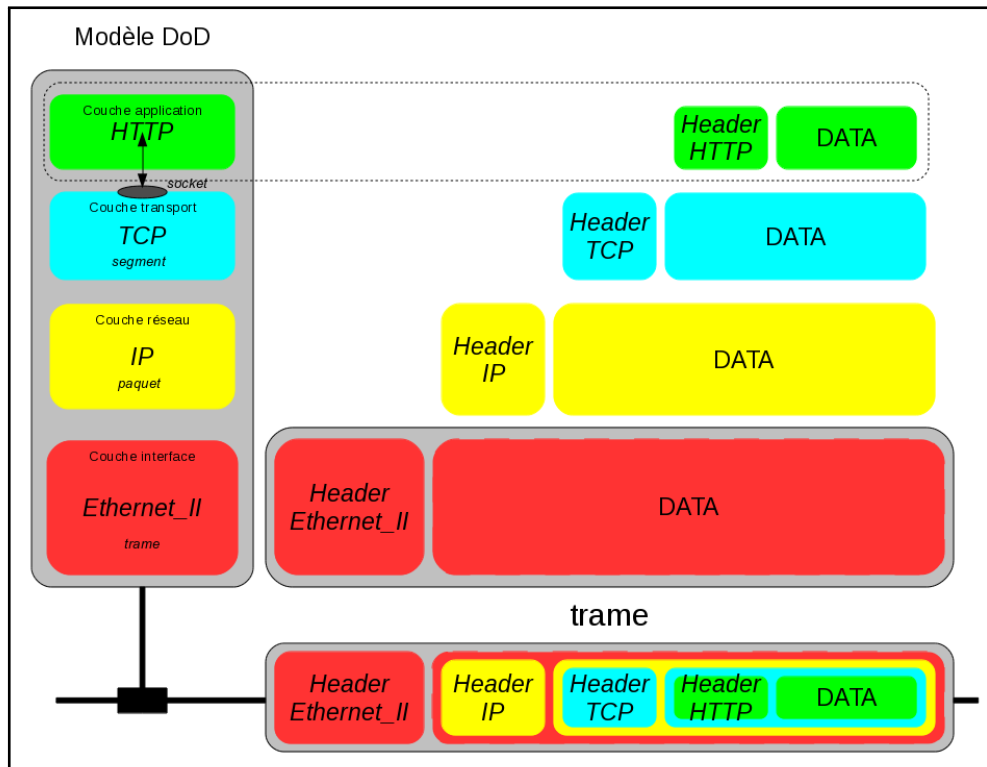 Modèle DoD
Couche application
HTTP
socket
Header
HTTP
DATA
Couche transport
TCP
segment
Header
TCP
DATA
Couche réseau
IP
paquet
Header
IP
DATA
Couche interface
Ethernet_II
trame
Header
Ethernet_II
DATA
trame
Header
Ethernet_II
Header
IP
Header
TCP
Header
HTTP
DATA